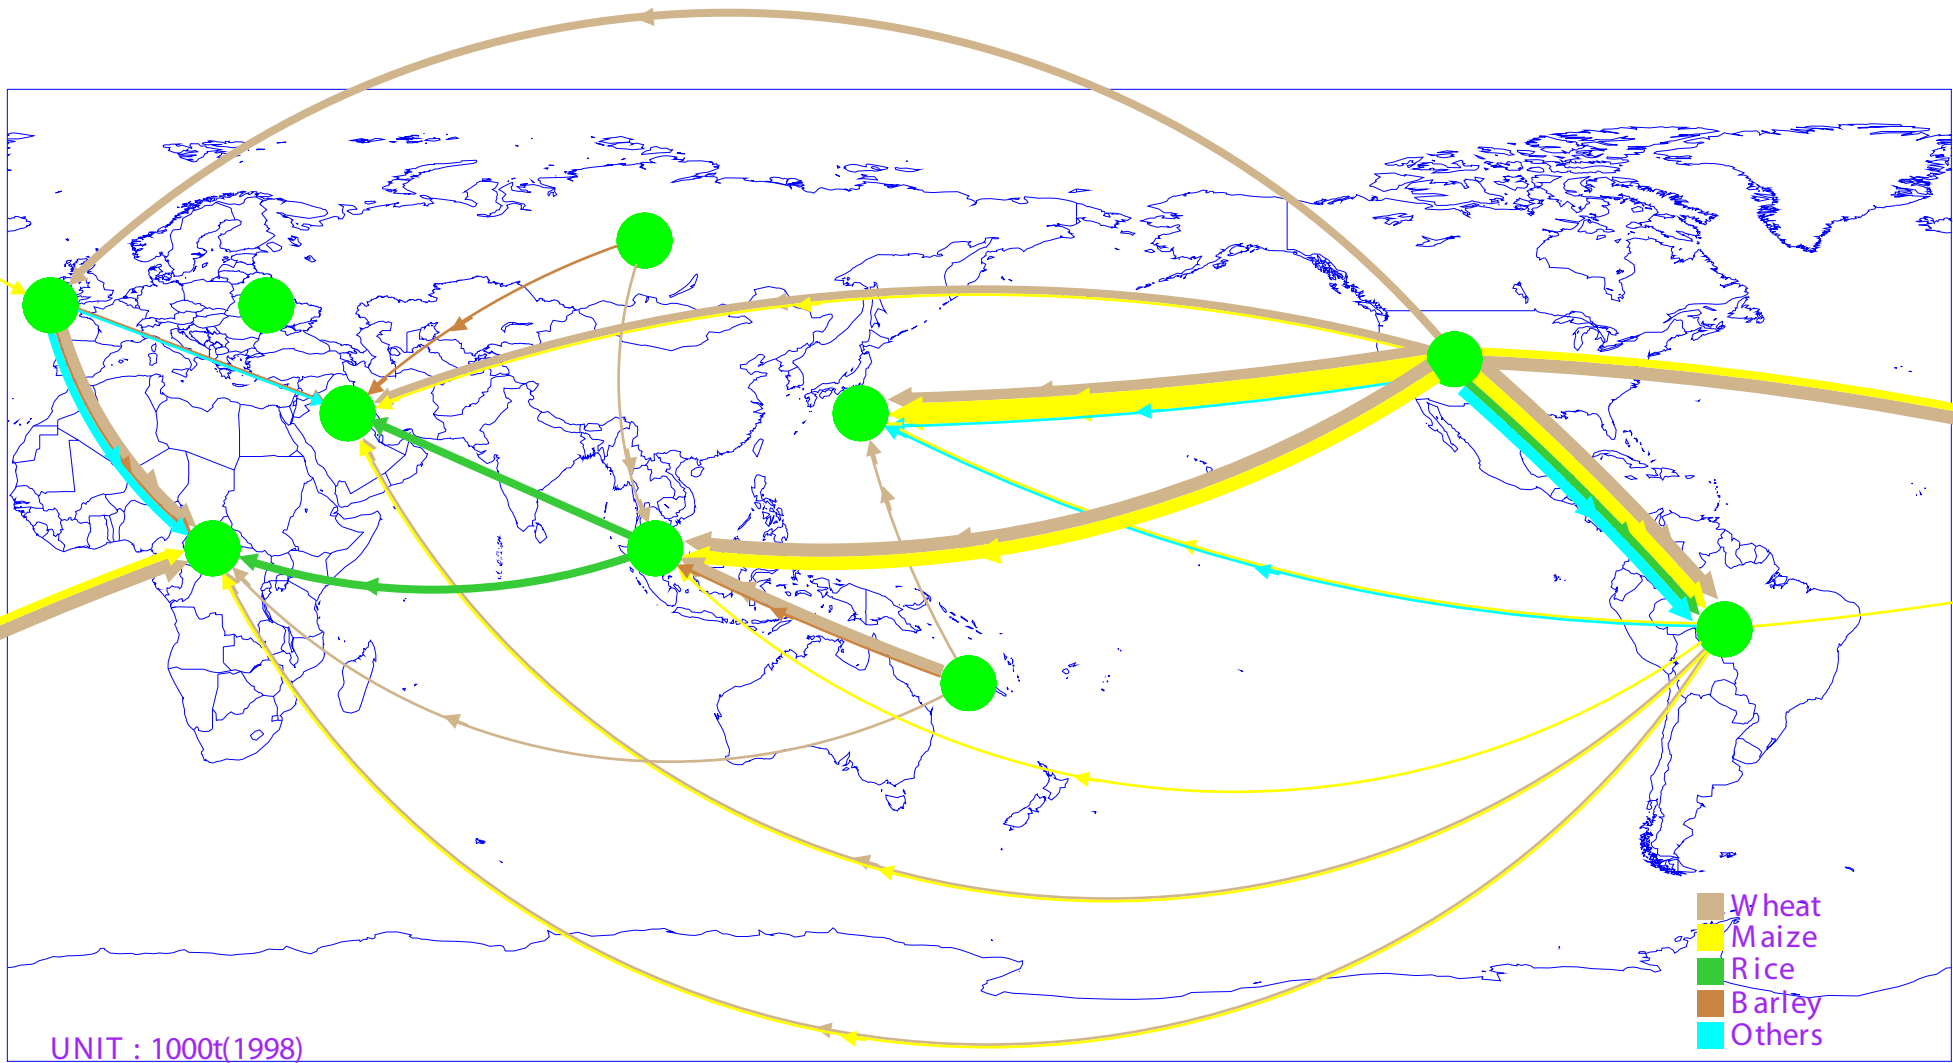 Wheat
Maize
Rice
Barley
Others
UNIT : 1000t(1998)